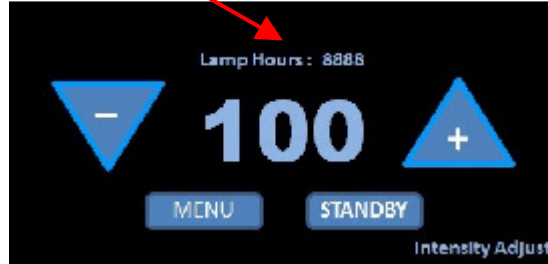 Lamp Hours: 8888
− 100 +
MENU STANDBY
Intensity Adjust